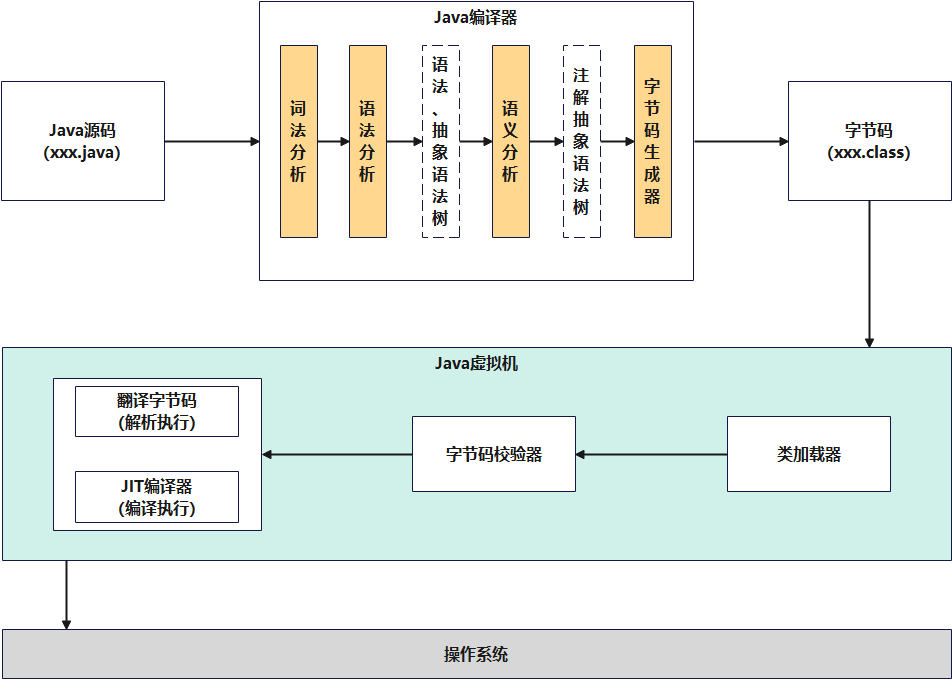 Java编译器
Java源码
(xxx.java)
词法分析
语法分析
语法、抽象语法树
语义分析
注解抽象语法树
字节码生成器
字节码
(xxx.class)
Java虚拟机
翻译字节码
(解析执行)
JIT编译器
(编译执行)
字节码校验器
类加载器
操作系统